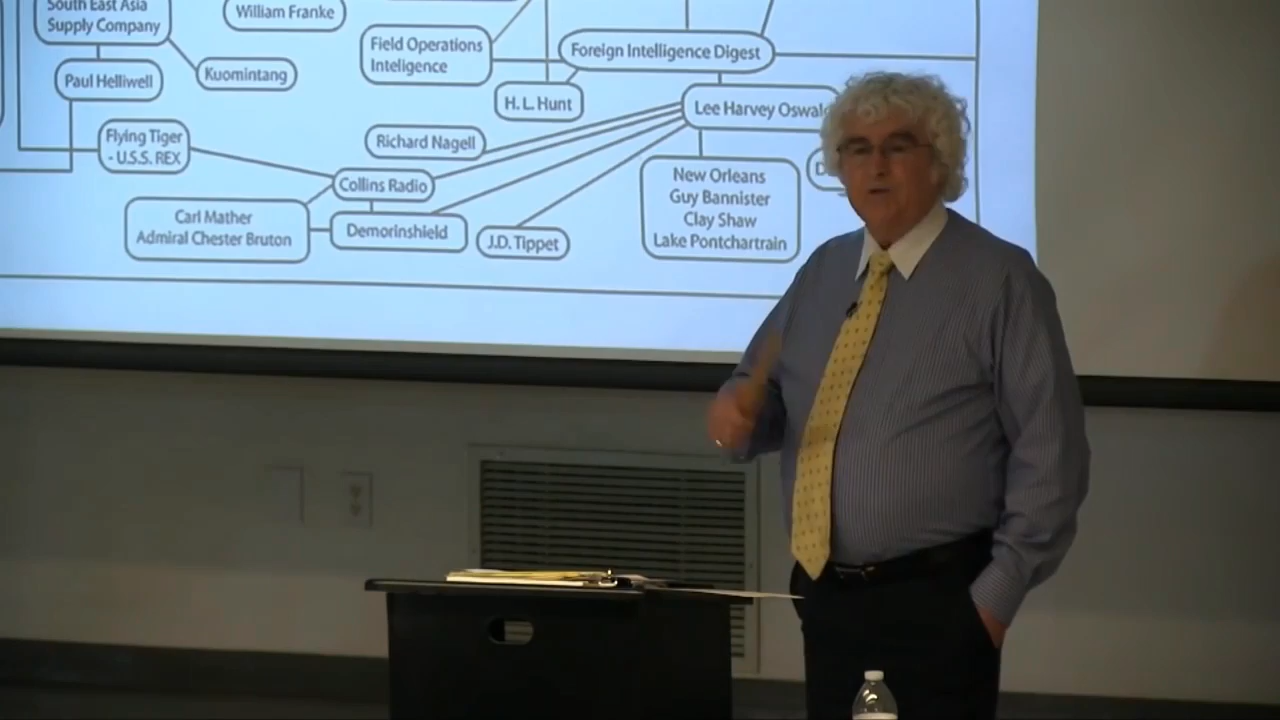 South East Asia
Supply Company
William Franke
Field Operations
Inteligence
Foreign Intelligence Digest
Paul Helliwell
Kuomintang
H. L. Hunt
Lee Harvey Oswal
Flying Tiger
- U.S.S. REX
Richard Nagell
Collins Radio
New Orleans
Guy Bannister
Clay Shaw
Lake Pontchartrain
D
Carl Mather
Admiral Chester Bruton
Demorinshield
J.D. Tippet